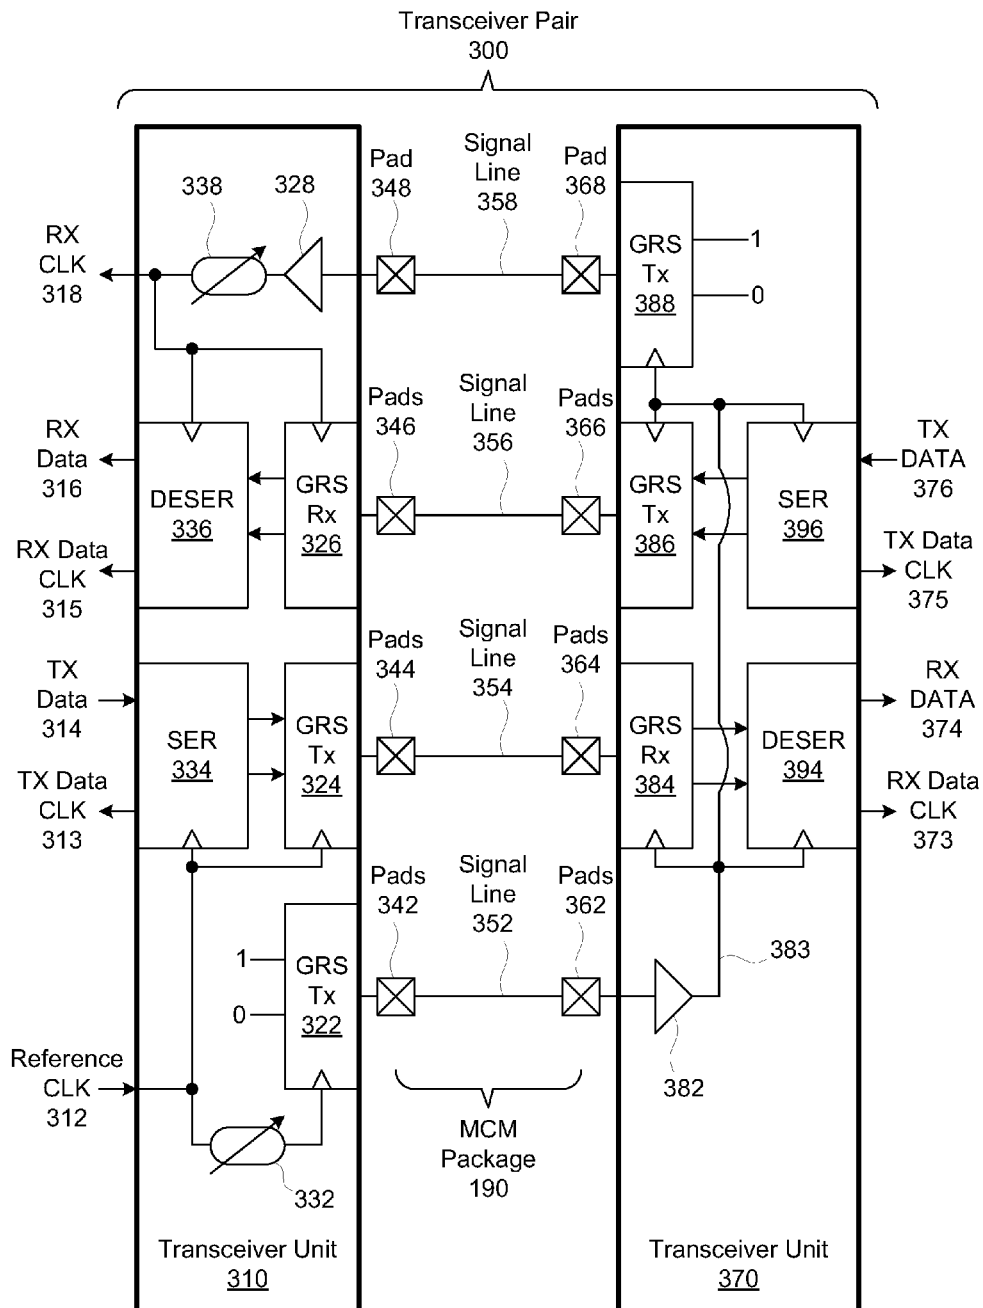 Transceiver Pair
300
338
328
Pad
348
Signal
Line
358
Pad
368
RX
CLK
318
GRS
Tx
388
1
0
RX
Data
316
RX Data
CLK
315
DESER
336
GRS
Rx
326
Pads
346
Signal
Line
356
Pads
366
GRS
Tx
386
SER
396
TX
DATA
376
TX Data
CLK
375
TX
Data
314
TX Data
CLK
313
SER
334
GRS
Tx
324
Pads
344
Signal
Line
354
Pads
364
GRS
Rx
384
DESER
394
RX
DATA
374
RX Data
CLK
373
1
0
GRS
Tx
322
Pads
342
Signal
Line
352
Pads
362
383
382
Reference
CLK
312
332
MCM
Package
190
Transceiver Unit
310
Transceiver Unit
370